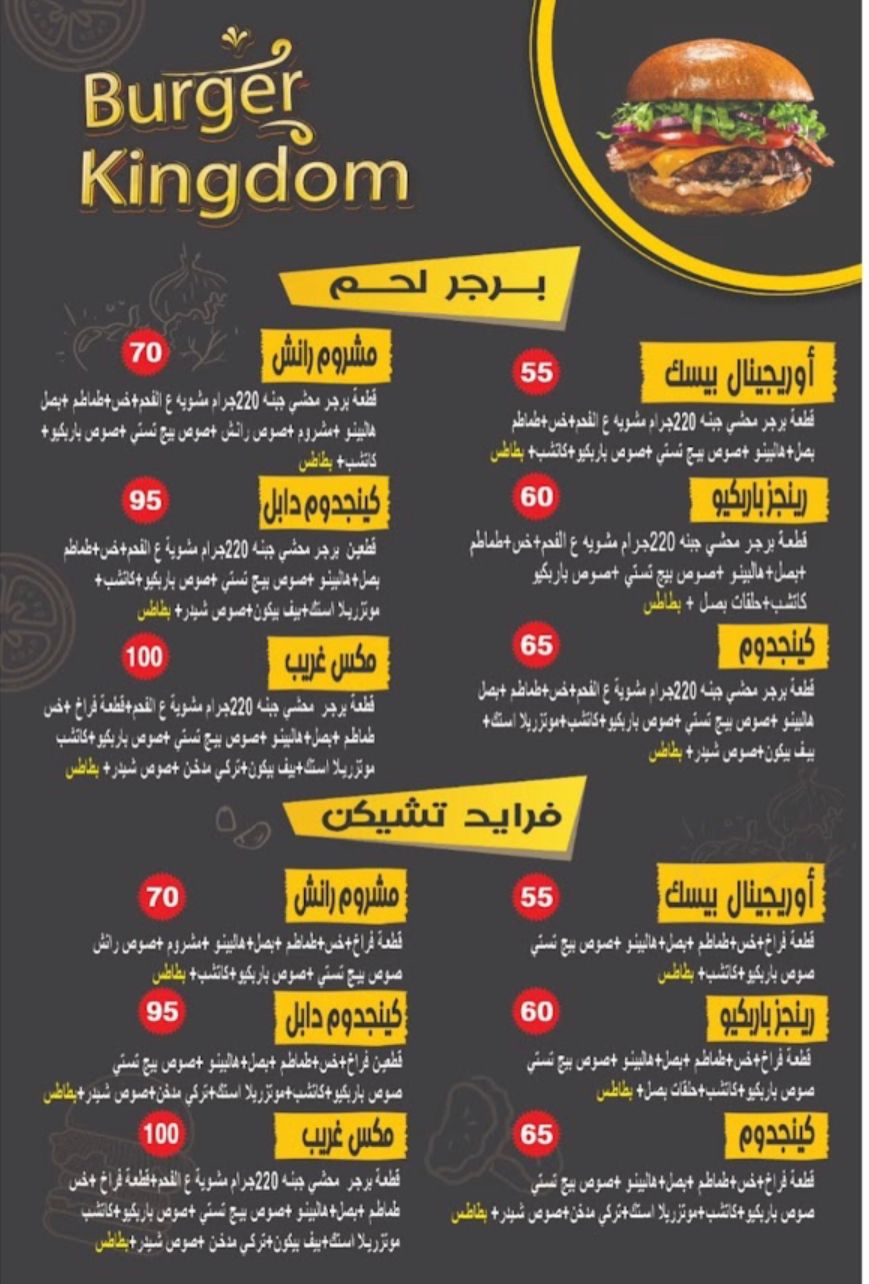 Burger
Kingdom
برجر لحم
أوريجينال بيسك
55
قطعة برجر محشي جبنه 220جرام مشويه ع الفحم+خس+طماطم
بصل+هالبينو +صوص بيج تستي +صوص باربكيو+كاتشب+ بطاطس
رينجز باربكيو
60
قطعة برجر محشي جبنه 220جرام مشويه ع الفحم+خس+طماطم
+بصل+هالبينو +صوص بيج تستي +صوص باربكيو
كاتشب+حلقات بصل + بطاطس
كينجدوم
65
قطعة برجر محشي جبنه 220جرام مشوية ع الفحم+خس+طماطم +بصل
هالبينو +صوص بيج تستي +صوص باربكيو+كاتشب+موتزريلا استك+
بيف بيكون+صوص شيدر+ بطاطس
مشروم رانش
70
قطعة برجر محشي جبنه 220جرام مشويه ع الفحم+خس+طماطم +بصل
هالبينو +مشروم +صوص رانش +صوص بيج تستي +صوص باربكيو+
كاتشب+ بطاطس
كينجدوم دابل
95
قطعين برجر محشي جبنه 220جرام مشوية ع الفحم+خس+طماطم
بصل+هالبينو +صوص بيج تستي +صوص باربكيو+كاتشب+
موتزريلا استك+بيف بيكون+صوص شيدر+ بطاطس
مكس غريب
100
قطعة برجر محشي جبنه 220جرام مشوية ع الفحم+قطعة فراخ +خس
طماطم +بصل+هالبينو +صوص بيج تستي +صوص باربكيو+كاتشب
موتزريلا استك+بيف بيكون+تركي مدخن +صوص شيدر+ بطاطس
فرايد تشيكن
أوريجينال بيسك
55
قطعة فراخ+خس+طماطم +بصل+هالبينو +صوص بيج تستي
صوص باربكيو+كاتشب+ بطاطس
رينجز باربكيو
60
قطعة فراخ+خس+طماطم +بصل+هالبينو +صوص بيج تستي
صوص باربكيو+كاتشب+حلقات بصل+ بطاطس
كينجدوم
65
قطعة فراخ+خس+طماطم +بصل+هالبينو +صوص بيج تستي
صوص باربكيو+كاتشب+موتزريلا استك+تركي مدخن+صوص شيدر+ بطاطس
مشروم رانش
70
قطعة فراخ+خس+طماطم +بصل+هالبينو +مشروم +صوص رانش
صوص بيج تستي +صوص باربكيو+كاتشب+ بطاطس
كينجدوم دابل
95
قطعين فراخ+خس+طماطم +بصل+هالبينو +صوص بيج تستي
صوص باربكيو+كاتشب+موتزريلا استك+تركي مدخن+صوص شيدر+بطاطس
مكس غريب
100
قطعة برجر محشي جبنه 220جرام مشوية ع الفحم+قطعة فراخ +خس
طماطم +بصل+هالبينو +صوص بيج تستي +صوص باربكيو+كاتشب
موتزريلا استك+بيف بيكون+تركي مدخن +صوص شيدر+بطاطس